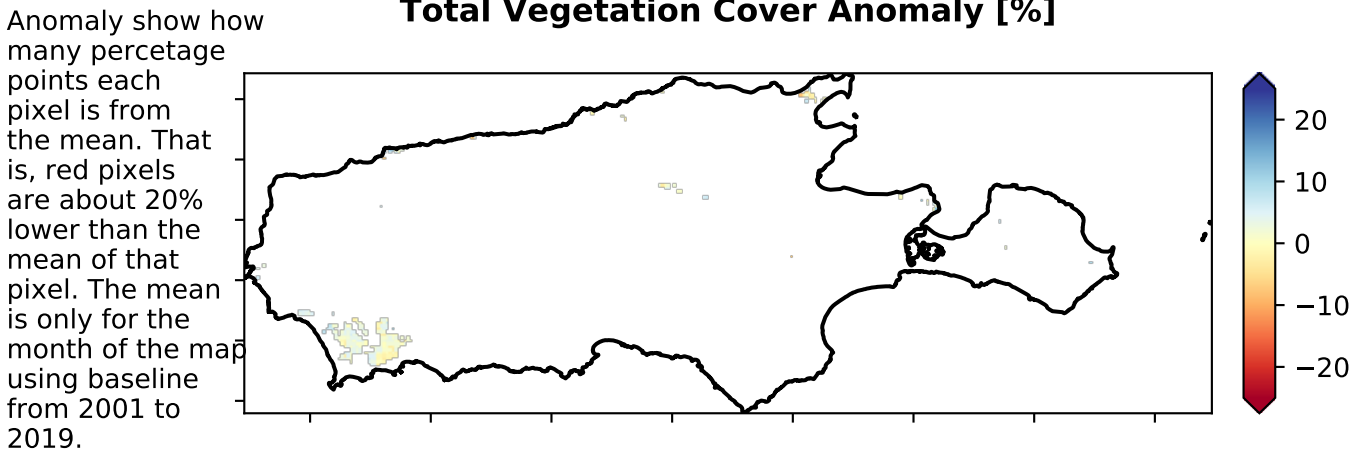 Total Vegetation Cover Anomaly [%]
Anomaly show how
many percetage
points each
pixel is from
the mean. That
is, red pixels
are about 20%
lower than the
mean of that
pixel. The mean
is only for the
month of the map
using baseline
from 2001 to
2019.
20
10
0
−10
−20